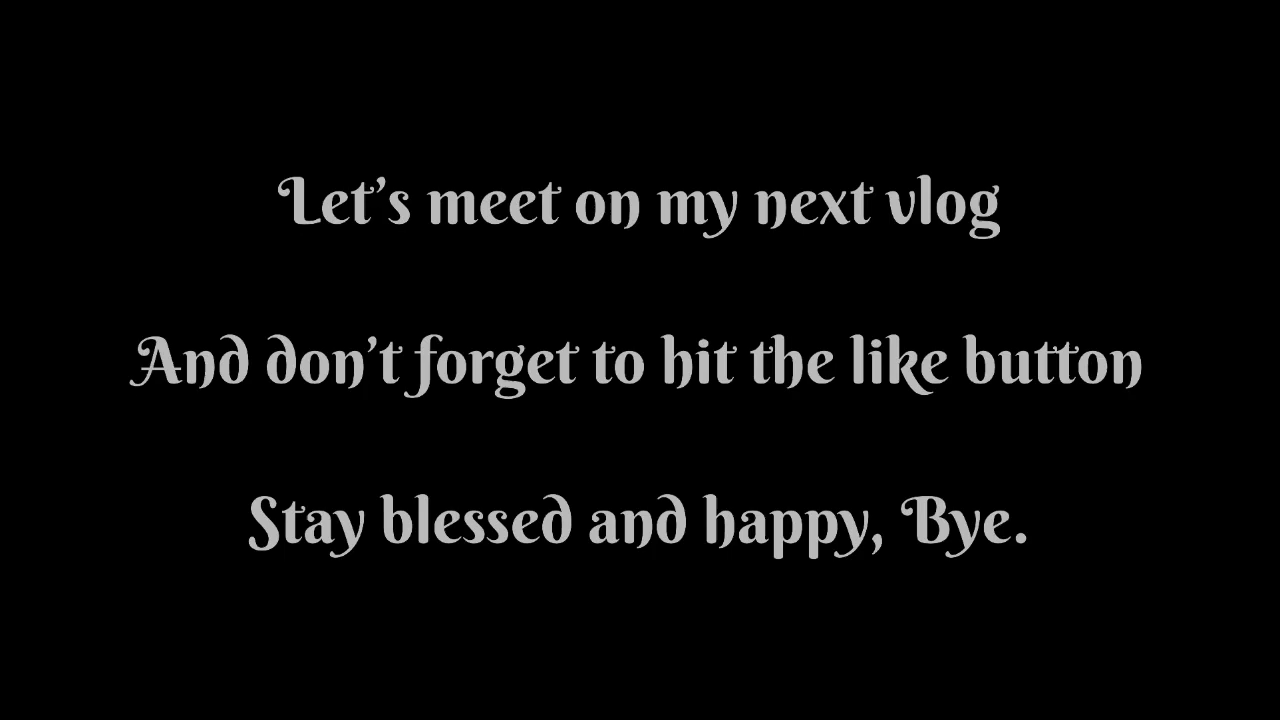 Let’s meet on my next vlog
And don’t forget to hit the like button
Stay blessed and happy, Bye.